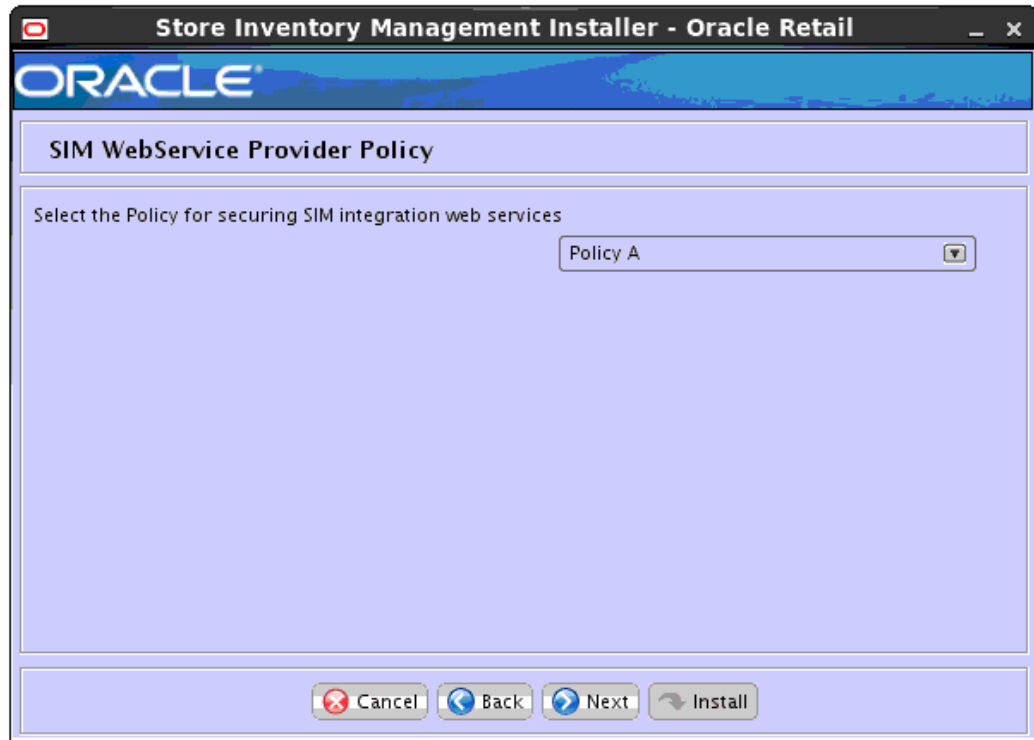 Store Inventory Management Installer - Oracle Retail
ORACLE®
SIM WebService Provider Policy
Select the Policy for securing SIM integration web services
Policy A
Cancel Back Next Install